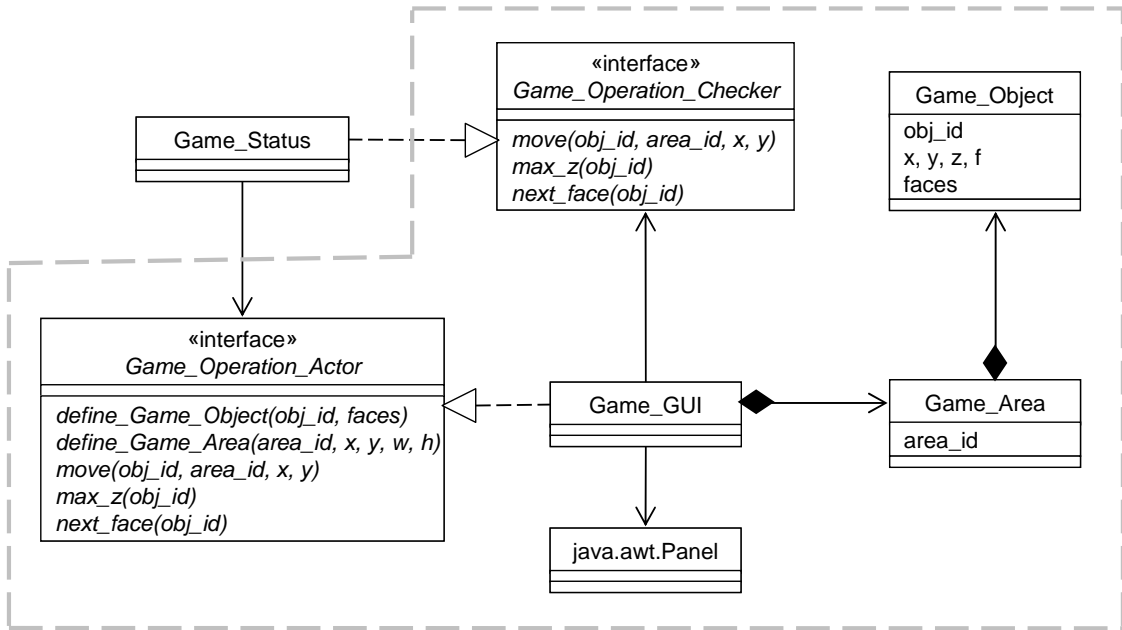 «interface»
Game_Operation_Checker
move(obj_id, area_id, x, y)
max_z(obj_id)
next_face(obj_id)
Game_Object
obj_id
x, y, z, f
faces
Game_Status
«interface»
Game_Operation_Actor
define_Game_Object(obj_id, faces)
define_Game_Area(area_id, x, y, w, h)
move(obj_id, area_id, x, y)
max_z(obj_id)
next_face(obj_id)
Game_GUI
Game_Area
area_id
java.awt.Panel